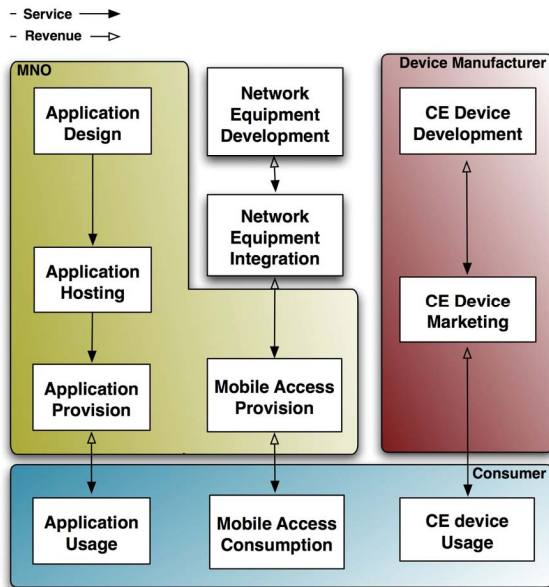 – Service
– Revenue
MNO
Device Manufacturer
Application
Design
Network
Equipment
Development
CE Device
Development
Network
Equipment
Integration
Application
Hosting
CE Device
Marketing
Application
Provision
Mobile Access
Provision
Consumer
Application
Usage
Mobile Access
Consumption
CE device
Usage